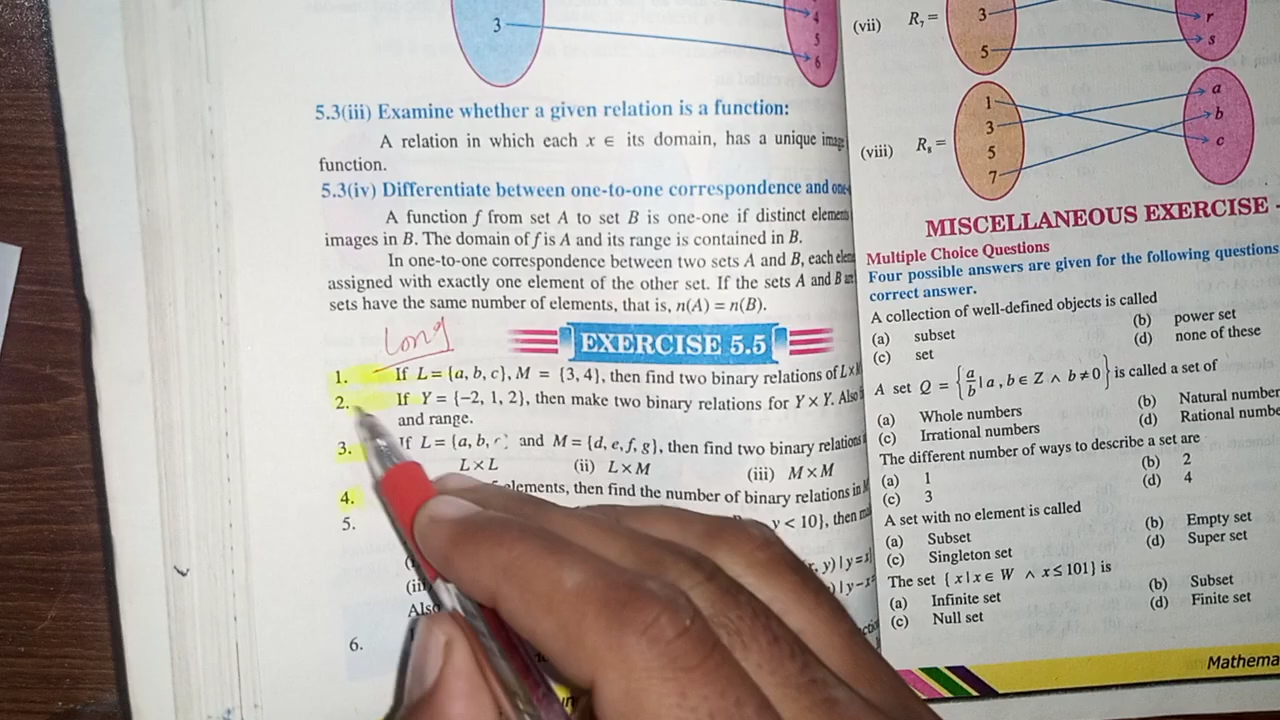 3
4
5
6
5.3(iii) Examine whether a given relation is a function:
A relation in which each x ∈ its domain, has a unique
function.
5.3(iv) Differentiate between one-to-one correspondence and
A function f from set A to set B is one-one if distinct
images in B. The domain of f is A and its range is contained in B.
In one-to-one correspondence between two sets A and B, each
assigned with exactly one element of the other set. If the sets A and B
sets have the same number of elements, that is, n(A) = n(B).
Long
EXERCISE 5.5
1. If L = {a, b, c}, M = {3, 4}, then find two binary relations of L×M
2. If Y = {–2, 1, 2}, then make two binary relations for Y × Y. Also
and range.
3. If L = {a, b, c} and M = {d, e, f, g}, then find two binary relations
L × L (ii) L × M (iii) M × M
4. elements, then find the number of binary relations in
5. y < 10}, then
y) | y =
(iii) | y –
Also
6.
(vii) R₇ =
3
5
r
s
(viii) R₈ =
1
3
5
7
a
b
c
MISCELLANEOUS EXERCISE -
Multiple Choice Questions
Four possible answers are given for the following questions
correct answer.
A collection of well-defined objects is called
(a) subset (b) power set
(c) set (d) none of these
A set Q = {a/b | a, b ∈ Z ∧ b ≠ 0} is called a set of
(a) Whole numbers (b) Natural number
(c) Irrational numbers (d) Rational
The different number of ways to describe a set are
(a) 1 (b) 2
(c) 3 (d) 4
A set with no element is called
(a) Subset (b) Empty set
(c) Singleton set (d) Super set
The set {x | x ∈ W ∧ x ≤ 101} is
(a) Infinite set (b) Subset
(c) Null set (d) Finite set
Mathema